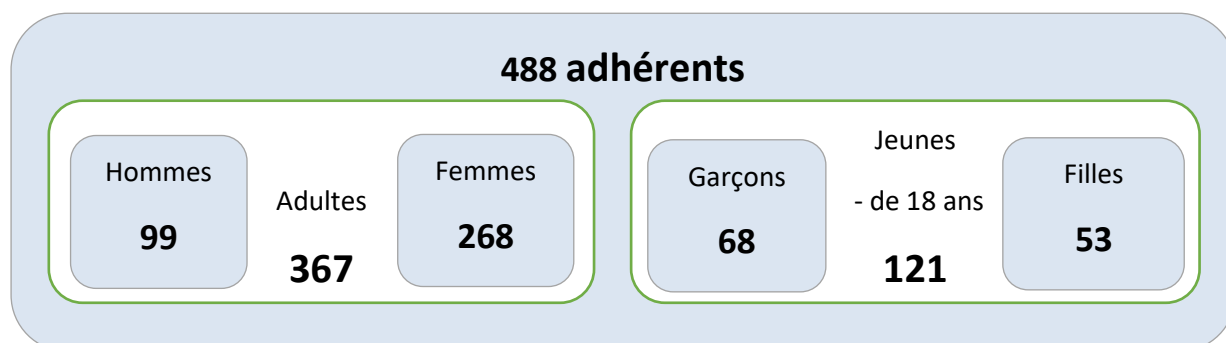 488 adhérents
Hommes
99
Adultes
367
Femmes
268
Garçons
68
Jeunes
- de 18 ans
121
Filles
53